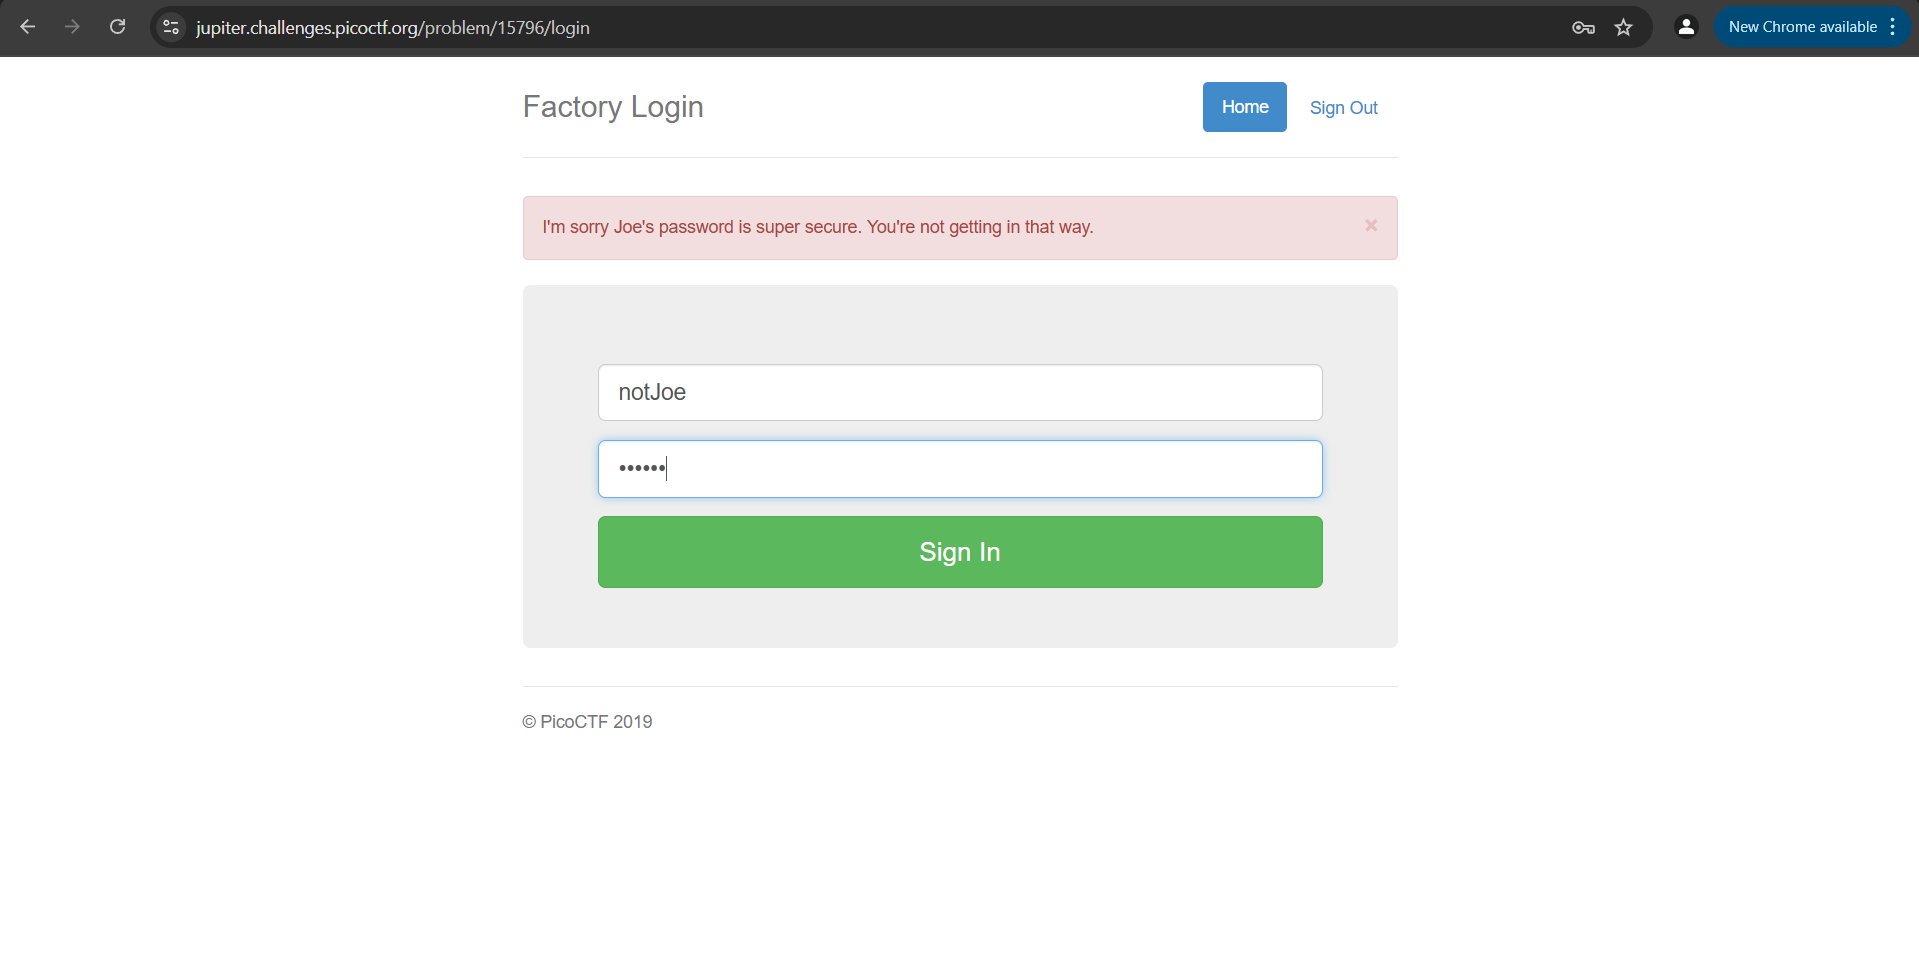 jupiter.challenges.picoctf.org/problem/15796/login
New Chrome available
Factory Login
Home
Sign Out
I'm sorry Joe's password is super secure. You're not getting in that way.
×
notJoe
••••••
Sign In
© PicoCTF 2019